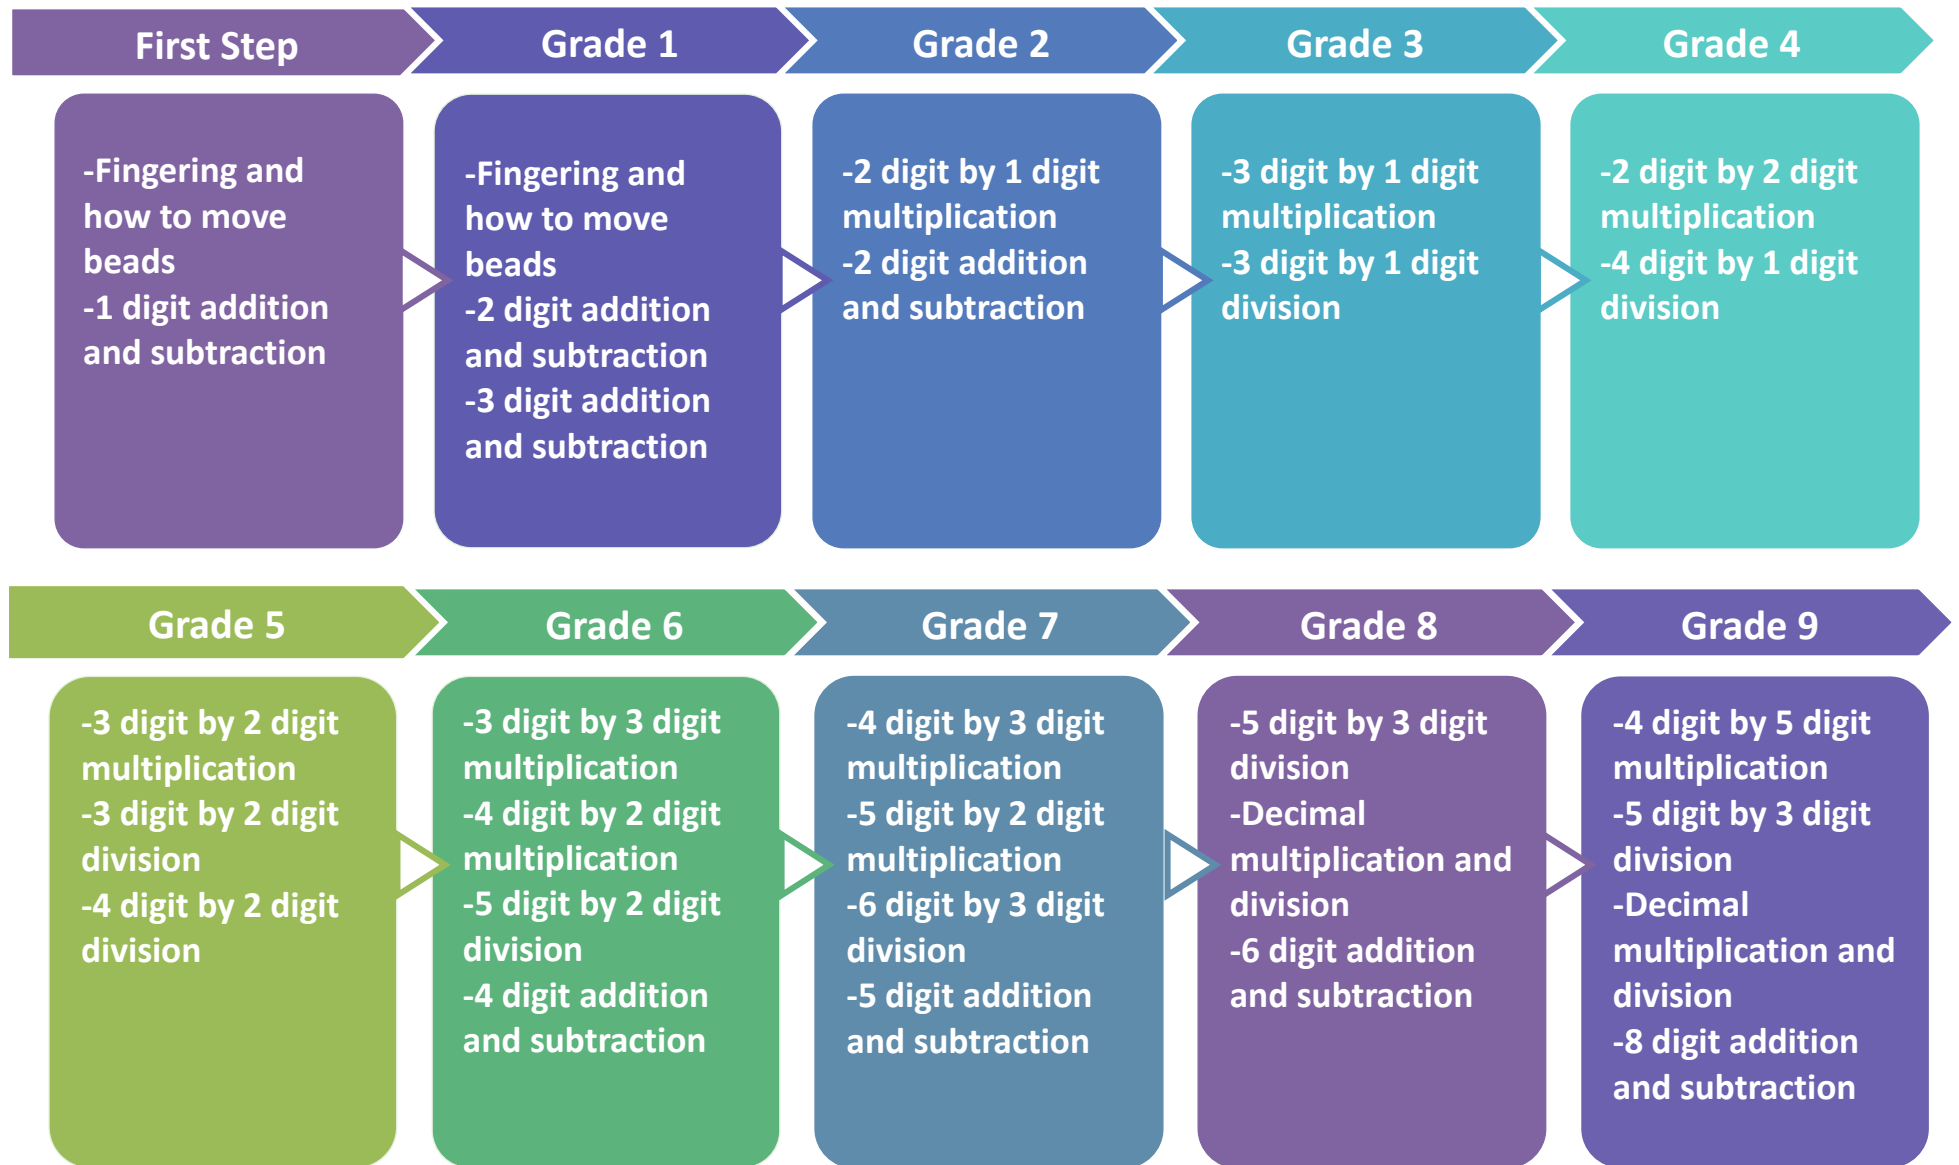 First Step
Grade 1
Grade 2
Grade 3
Grade 4
-Fingering and
how to move
beads
-1 digit addition
and subtraction
-Fingering and
how to move
beads
-2 digit addition
and subtraction
-3 digit addition
and subtraction
-2 digit by 1 digit
multiplication
-2 digit addition
and subtraction
-3 digit by 1 digit
multiplication
-3 digit by 1 digit
division
-2 digit by 2 digit
multiplication
-4 digit by 1 digit
division
Grade 5
Grade 6
Grade 7
Grade 8
Grade 9
-3 digit by 2 digit
multiplication
-3 digit by 2 digit
division
-4 digit by 2 digit
division
-3 digit by 3 digit
multiplication
-4 digit by 2 digit
multiplication
-5 digit by 2 digit
division
-4 digit addition
and subtraction
-4 digit by 3 digit
multiplication
-5 digit by 2 digit
multiplication
-6 digit by 3 digit
division
-5 digit addition
and subtraction
-5 digit by 3 digit
division
-Decimal
multiplication and
division
-6 digit addition
and subtraction
-4 digit by 5 digit
multiplication
-5 digit by 3 digit
division
-Decimal
multiplication and
division
-8 digit addition
and subtraction